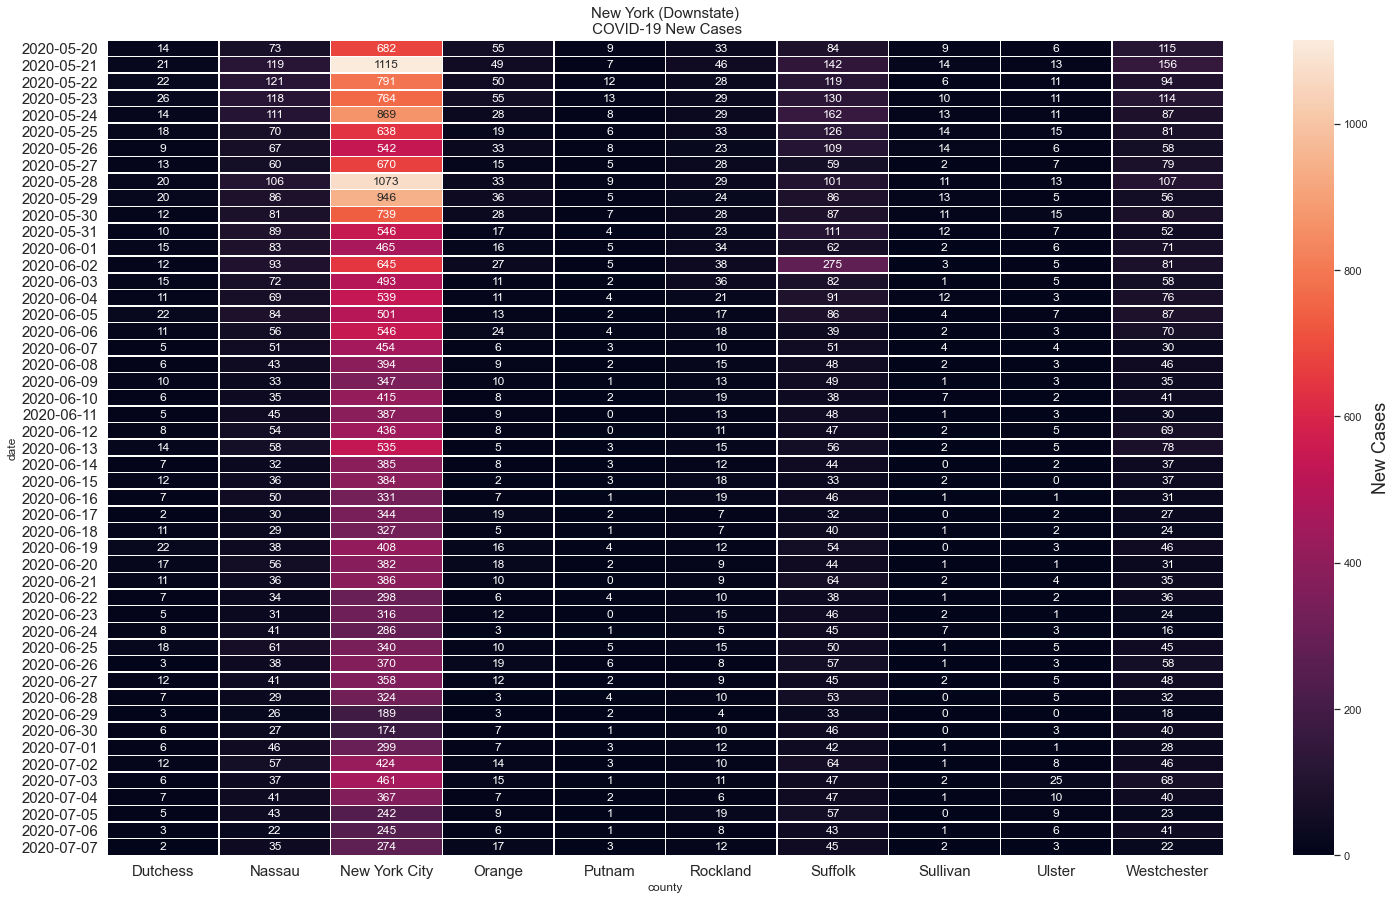 New York (Downstate)
COVID-19 New Cases
2020-05-20 14 73 682 55 9 33 84 9 6 115
2020-05-21 21 119 1115 49 7 46 142 14 13 156
2020-05-22 22 121 791 50 12 28 119 6 11 94
2020-05-23 26 118 764 55 13 29 130 10 11 114
2020-05-24 14 111 869 28 8 29 162 13 11 87
2020-05-25 18 70 638 19 6 33 126 14 15 81
2020-05-26 9 67 542 33 8 23 109 14 6 58
2020-05-27 13 60 670 15 5 28 59 2 7 79
2020-05-28 20 106 1073 33 9 29 101 11 13 107
2020-05-29 20 86 946 36 5 24 86 13 5 56
2020-05-30 12 81 739 28 7 28 87 11 15 80
2020-05-31 10 89 546 17 4 23 111 12 7 52
2020-06-01 15 83 465 16 5 34 62 2 6 71
2020-06-02 12 93 645 27 5 38 275 3 5 81
2020-06-03 15 72 493 11 2 36 82 1 5 58
2020-06-04 11 69 539 11 4 21 91 12 3 76
2020-06-05 22 84 501 13 2 17 86 4 7 87
2020-06-06 11 56 546 24 4 18 39 2 3 70
2020-06-07 5 51 454 6 3 10 51 4 4 30
2020-06-08 6 43 394 9 2 15 48 2 3 46
2020-06-09 10 33 347 10 1 13 49 1 3 35
2020-06-10 6 35 415 8 2 19 38 7 2 41
2020-06-11 5 45 387 9 0 13 48 1 3 30
2020-06-12 8 54 436 8 0 11 47 2 5 69
2020-06-13 14 58 535 5 3 15 56 2 5 78
2020-06-14 7 32 385 8 3 12 44 0 2 37
2020-06-15 12 36 384 2 3 18 33 2 0 37
2020-06-16 7 50 331 7 1 19 46 1 1 31
2020-06-17 2 30 344 19 2 7 32 0 2 27
2020-06-18 11 29 327 5 1 7 40 1 2 24
2020-06-19 22 38 408 16 4 12 54 0 3 46
2020-06-20 17 56 382 18 2 9 44 1 1 31
2020-06-21 11 36 386 10 0 9 64 2 4 35
2020-06-22 7 34 298 6 4 10 38 1 2 36
2020-06-23 5 31 316 12 0 15 46 2 1 24
2020-06-24 8 41 286 3 1 5 45 7 3 16
2020-06-25 18 61 340 10 5 15 50 1 5 45
2020-06-26 3 38 370 19 6 8 57 1 3 58
2020-06-27 12 41 358 12 2 9 45 2 5 48
2020-06-28 7 29 324 3 4 10 53 0 5 32
2020-06-29 3 26 189 3 2 4 33 0 0 18
2020-06-30 6 27 174 7 1 10 46 0 3 40
2020-07-01 6 46 299 7 3 12 42 1 1 28
2020-07-02 12 57 424 14 3 10 64 1 8 46
2020-07-03 6 37 461 15 1 11 47 2 25 68
2020-07-04 7 41 367 7 2 6 47 1 10 40
2020-07-05 5 43 242 9 1 19 57 0 9 23
2020-07-06 3 22 245 6 1 8 43 1 6 41
2020-07-07 2 35 274 17 3 12 45 2 3 22
Dutchess Nassau New York City Orange Putnam Rockland Suffolk Sullivan Ulster Westchester
county
date
1000
800
600
400
200
0
New Cases